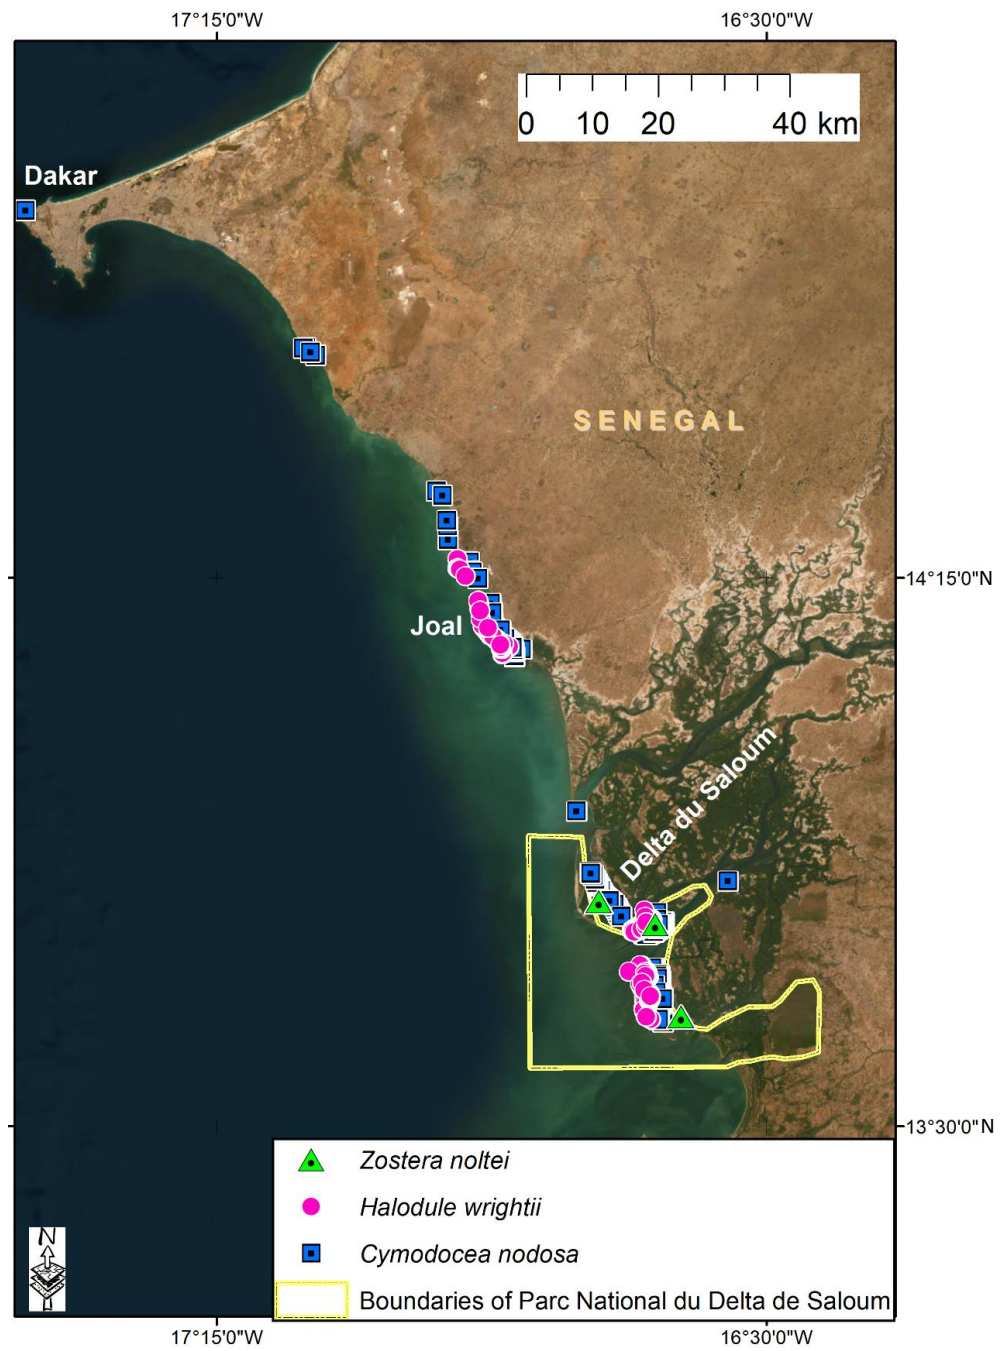 17°15'0"W 16°30'0"W
0 10 20 40 km
Dakar
SENEGAL
14°15'0"N
Joal
Delta du Saloum
13°30'0"N
Zostera noltei
Halodule wrightii
Cymodocea nodosa
Boundaries of Parc National du Delta de Saloum
N
17°15'0"W 16°30'0"W